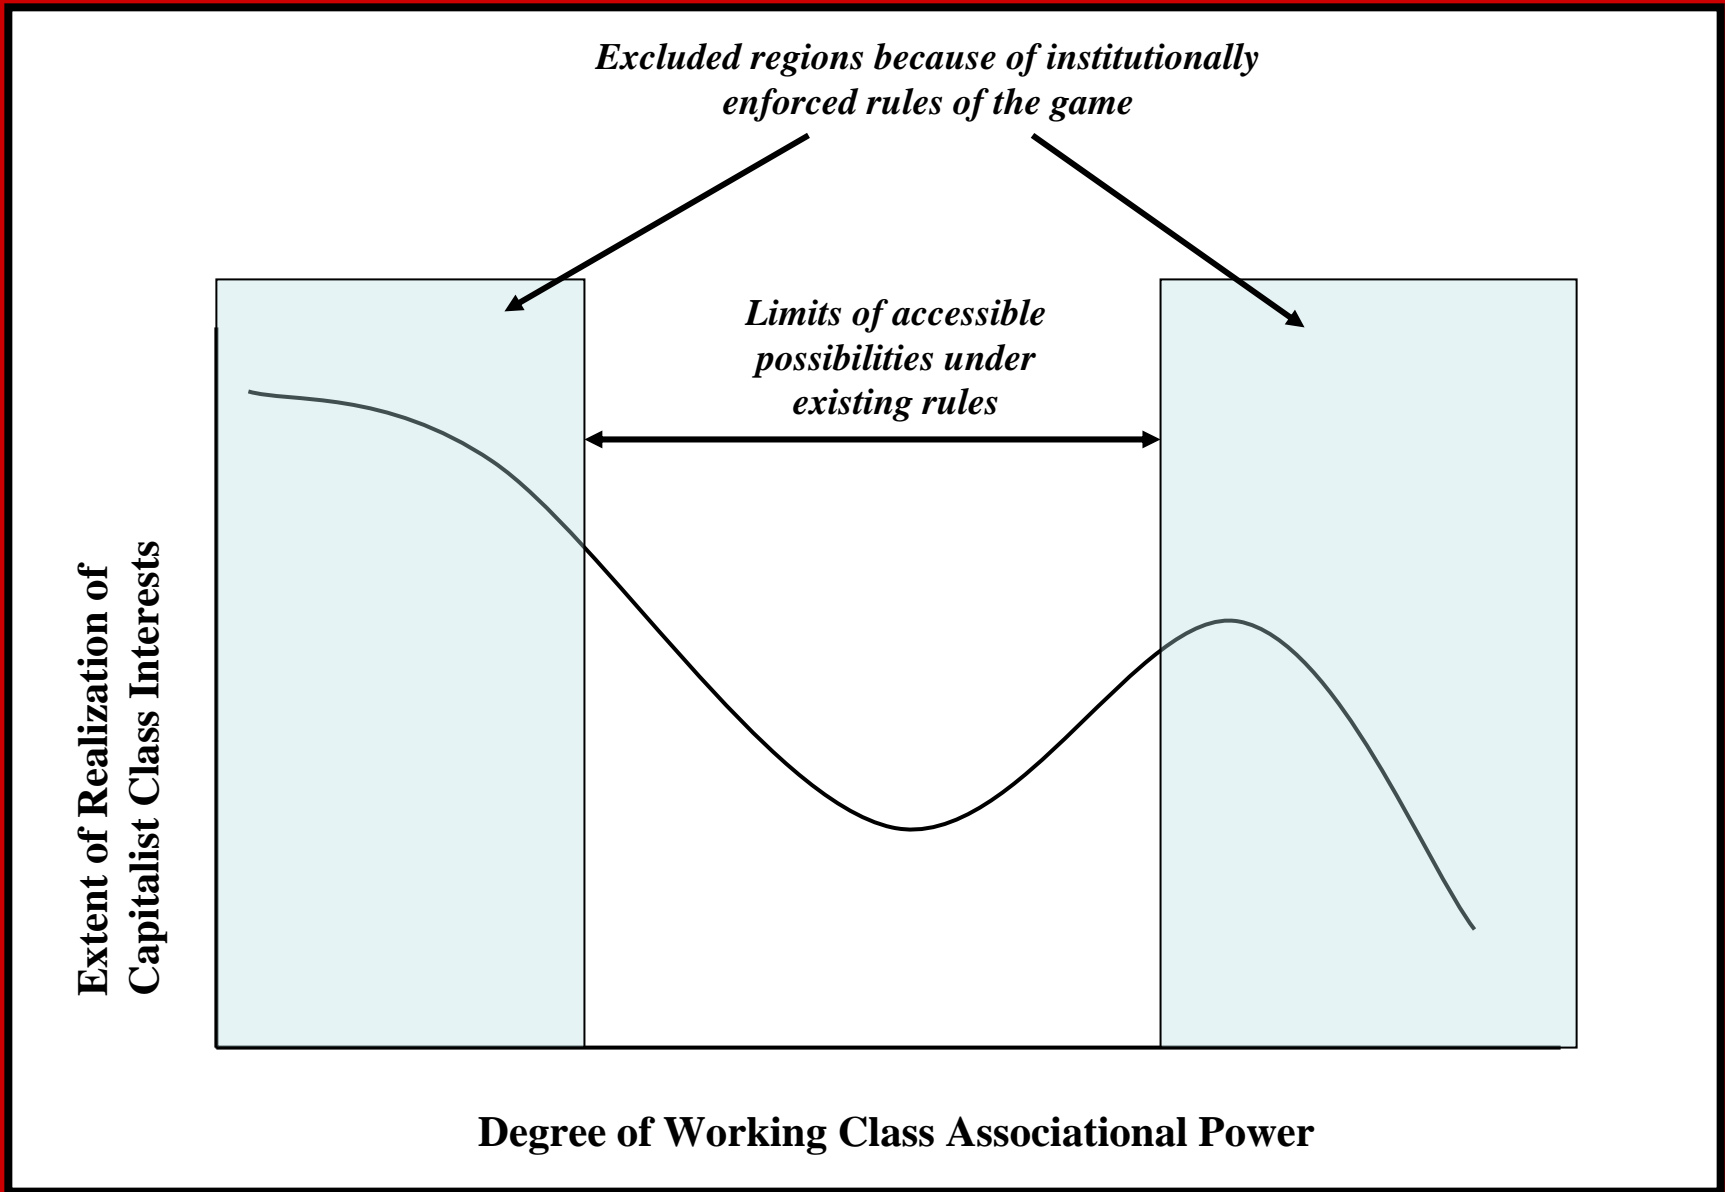 Excluded regions because of institutionally
enforced rules of the game
Limits of accessible
possibilities under
existing rules
Extent of Realization of
Capitalist Class Interests
Degree of Working Class Associational Power